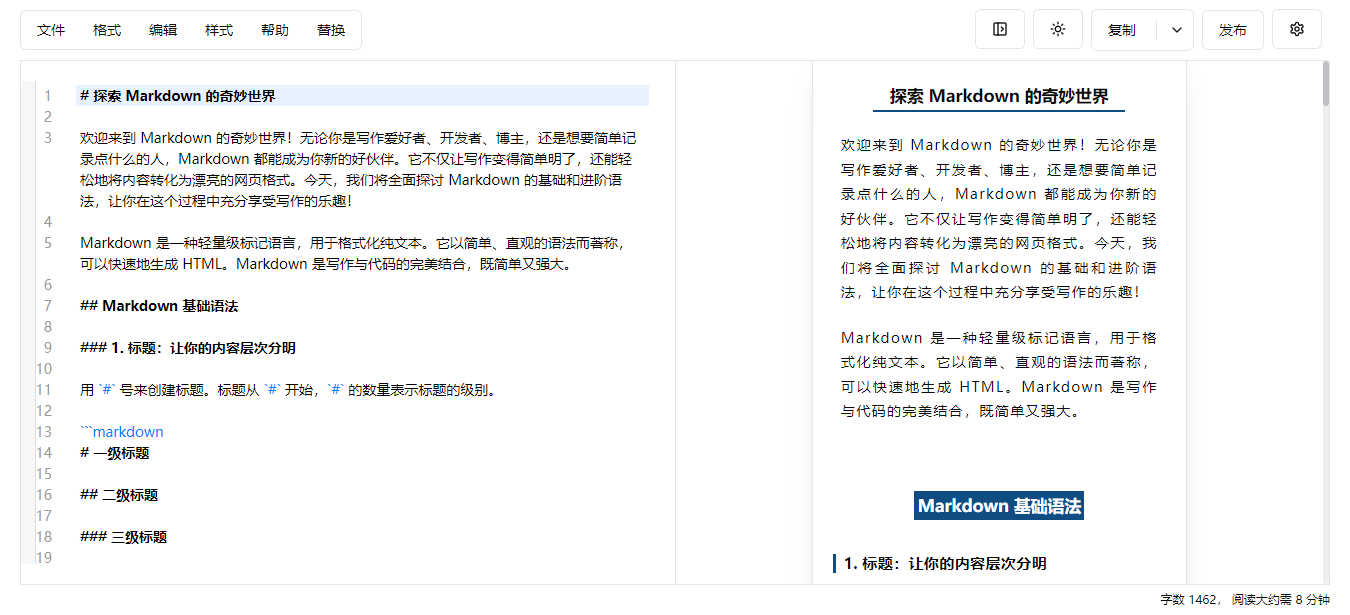 文件 格式 编辑 样式 帮助 替换 复制 发布
1 # 探索 Markdown 的奇妙世界
2
3 欢迎来到 Markdown 的奇妙世界！无论你是写作爱好者、开发者、博主，还是想要简单记
录点什么的人，Markdown 都能成为你新的好伙伴。它不仅让写作变得简单明了，还能轻
松地将内容转化为漂亮的网页格式。今天，我们将全面探讨 Markdown 的基础和进阶语
法，让你在这个过程中充分享受写作的乐趣！
4
5 Markdown 是一种轻量级标记语言，用于格式化纯文本。它以简单、直观的语法而著称，
可以快速地生成 HTML。Markdown 是写作与代码的完美结合，既简单又强大。
6
7 ## Markdown 基础语法
8
9 ### 1. 标题：让你的内容层次分明
10
11 用 `#` 号来创建标题。标题从 `#` 开始，`#` 的数量表示标题的级别。
12
13 ```markdown
14 # 一级标题
15
16 ## 二级标题
17
18 ### 三级标题
19
探索 Markdown 的奇妙世界
欢迎来到 Markdown 的奇妙世界！无论你是
写作爱好者、开发者、博主，还是想要简单记
录点什么的人，Markdown 都能成为你新的
好伙伴。它不仅让写作变得简单明了，还能轻
松地将内容转化为漂亮的网页格式。今天，我
们将全面探讨 Markdown 的基础和进阶语
法，让你在这个过程中充分享受写作的乐趣！
Markdown 是一种轻量级标记语言，用于格
式化纯文本。它以简单、直观的语法而著称，
可以快速地生成 HTML。Markdown 是写作
与代码的完美结合，既简单又强大。
Markdown 基础语法
1. 标题：让你的内容层次分明
字数 1462， 阅读大约需 8 分钟